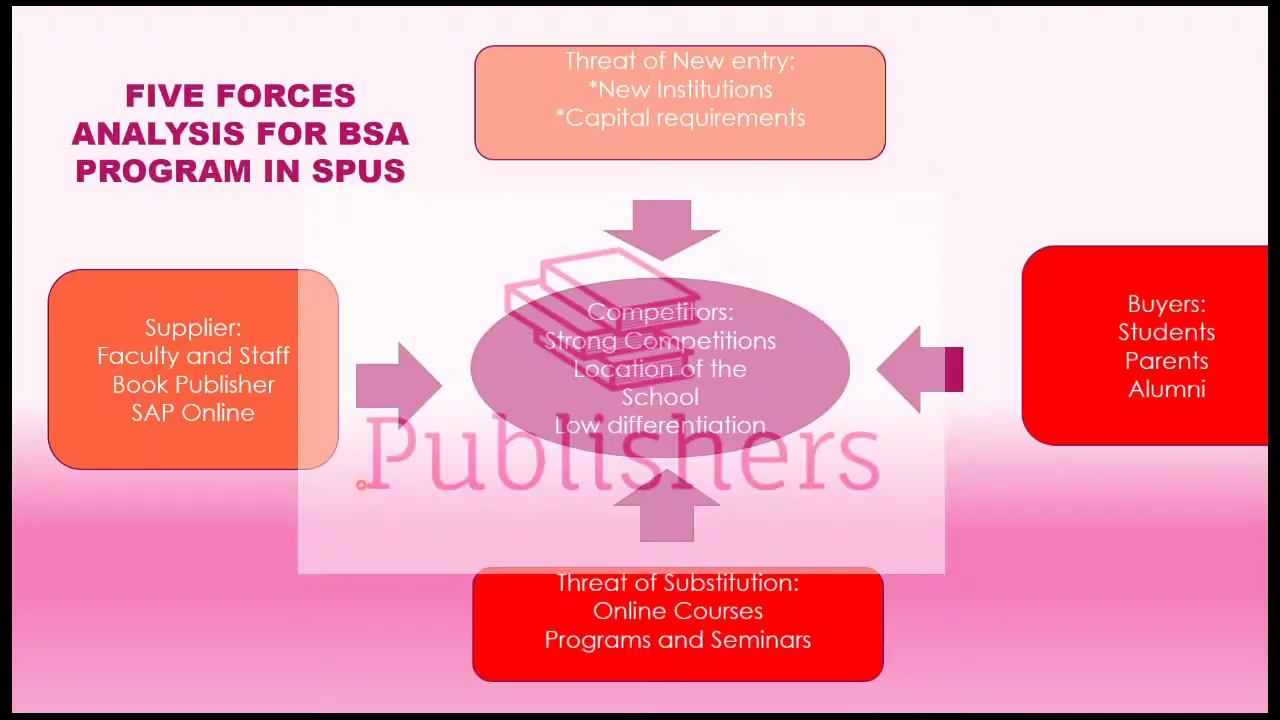 FIVE FORCES
ANALYSIS FOR BSA
PROGRAM IN SPUS
Threat of New entry:
*New Institutions
*Capital requirements
Supplier:
Faculty and Staff
Book Publisher
SAP Online
Competitors:
Strong Competitions
Location of the
School
Low differentiation
Publishers
Buyers:
Students
Parents
Alumni
Threat of Substitution:
Online Courses
Programs and Seminars